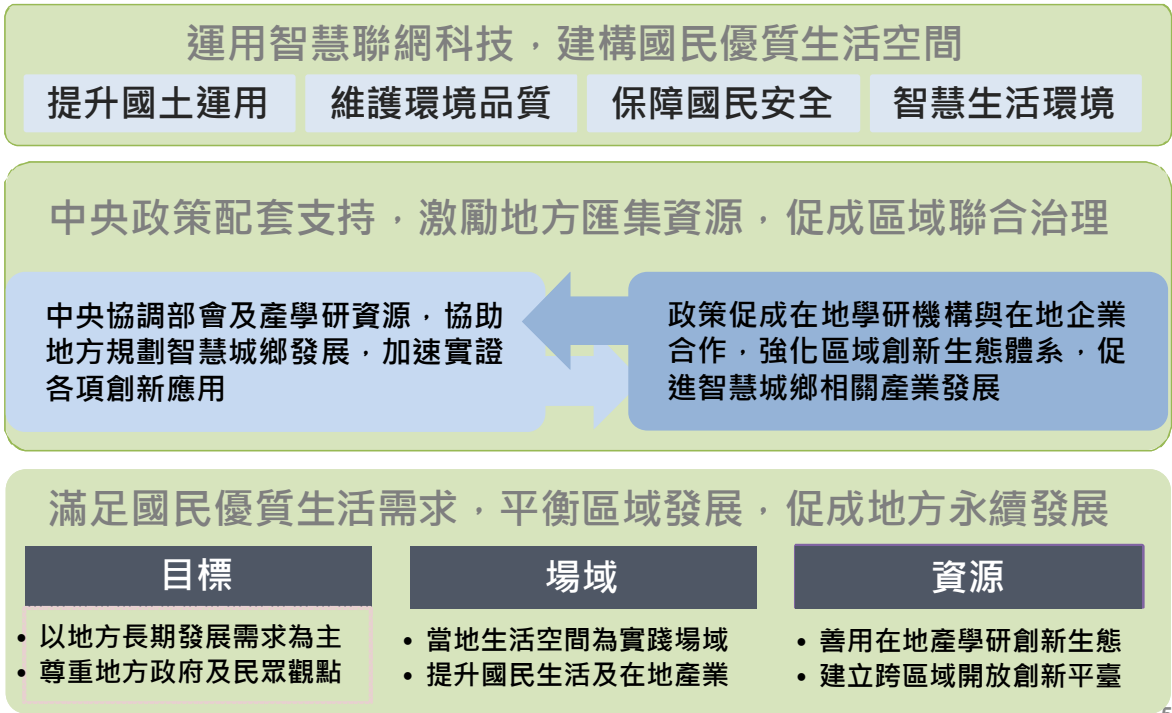 運用智慧聯網科技，建構國民優質生活空間
提升國土運用
維護環境品質
保障國民安全
智慧生活環境
中央政策配套支持，激勵地方匯集資源，促成區域聯合治理
中央協調部會及產學研資源，協助
地方規劃智慧城鄉發展，加速實證
各項創新應用
政策促成在地學研機構與在地企業
合作，強化區域創新生態體系，促
進智慧城鄉相關產業發展
滿足國民優質生活需求，平衡區域發展，促成地方永續發展
目標
• 以地方長期發展需求為主
• 尊重地方政府及民眾觀點
場域
• 當地生活空間為實踐場域
• 提升國民生活及在地產業
資源
• 善用在地產學研創新生態
• 建立跨區域開放創新平臺
5